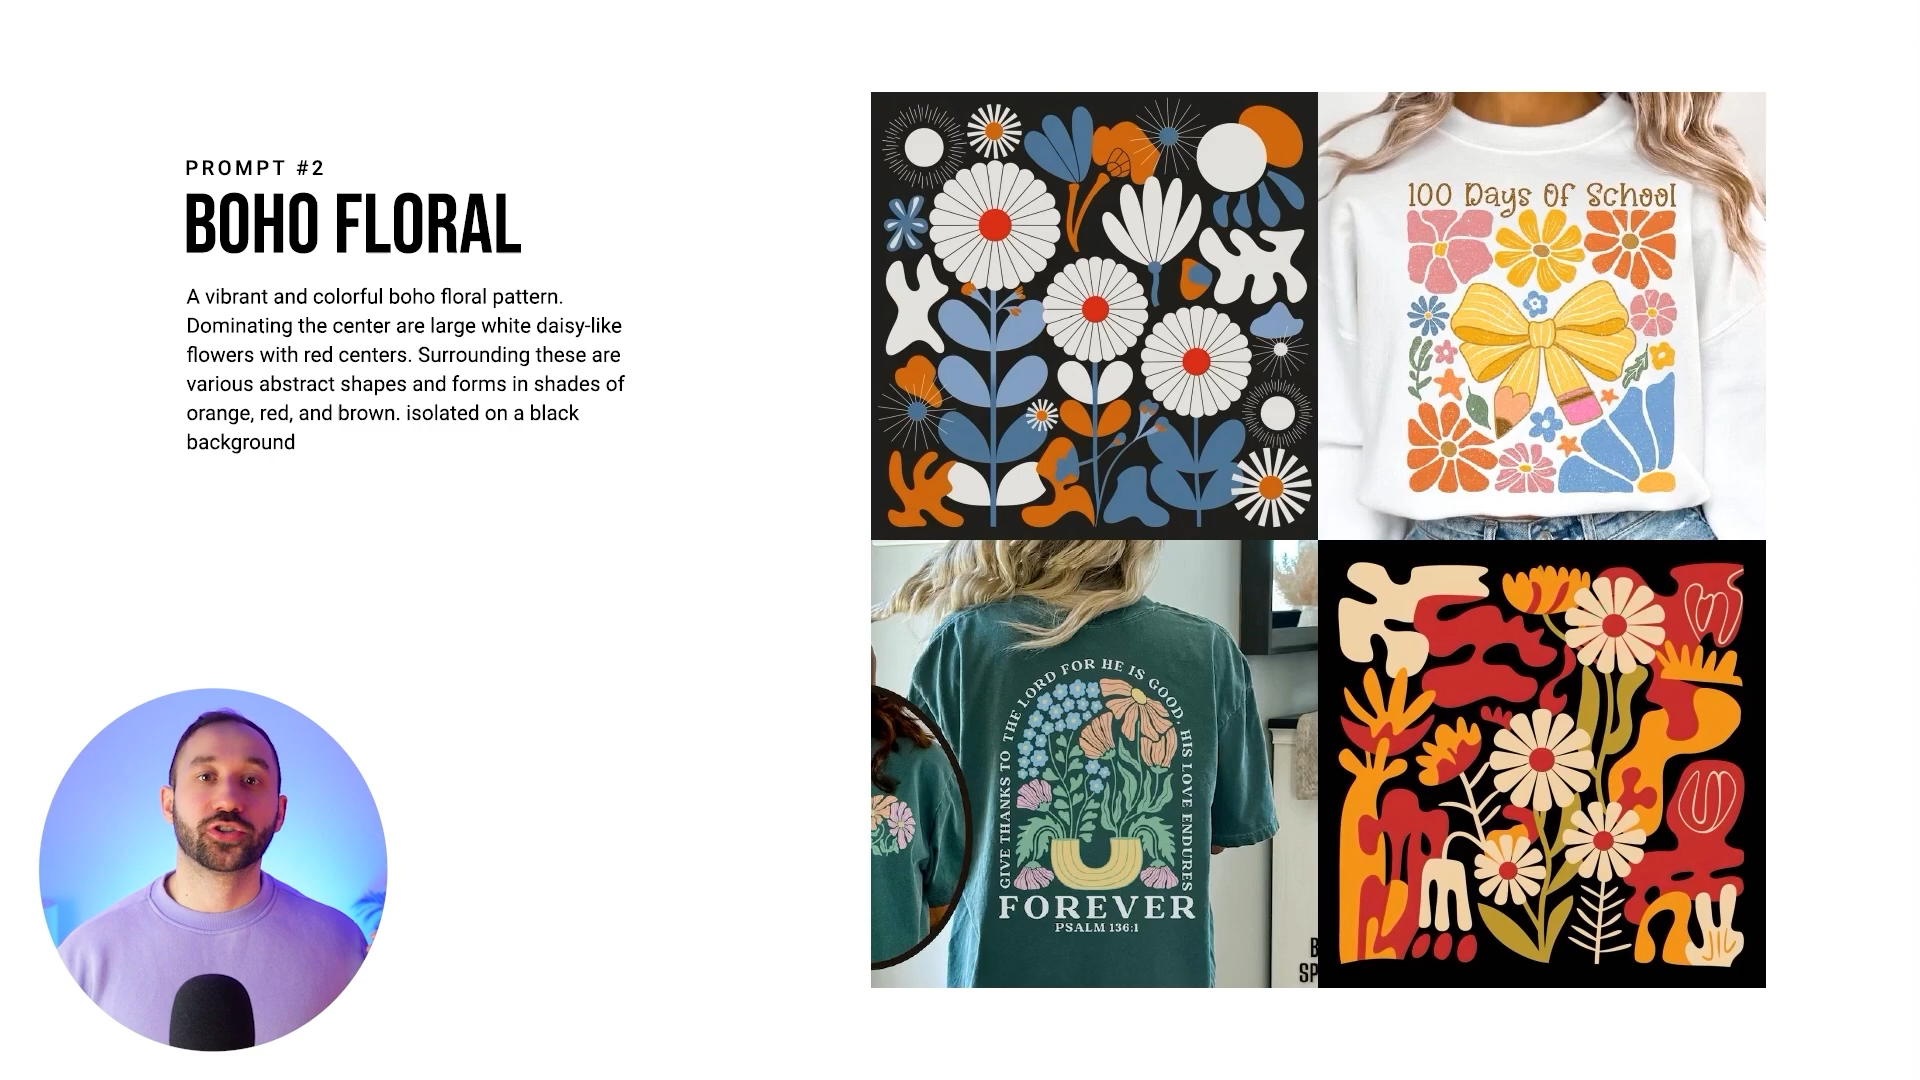 PROMPT #2
BOHO FLORAL
A vibrant and colorful boho floral pattern.
Dominating the center are large white daisy-like
flowers with red centers. Surrounding these are
various abstract shapes and forms in shades of
orange, red, and brown. isolated on a black
background
100 Days Of School
GIVE THANKS TO THE LORD FOR HE IS GOOD. HIS LOVE ENDURES
FOREVER
PSALM 136:1